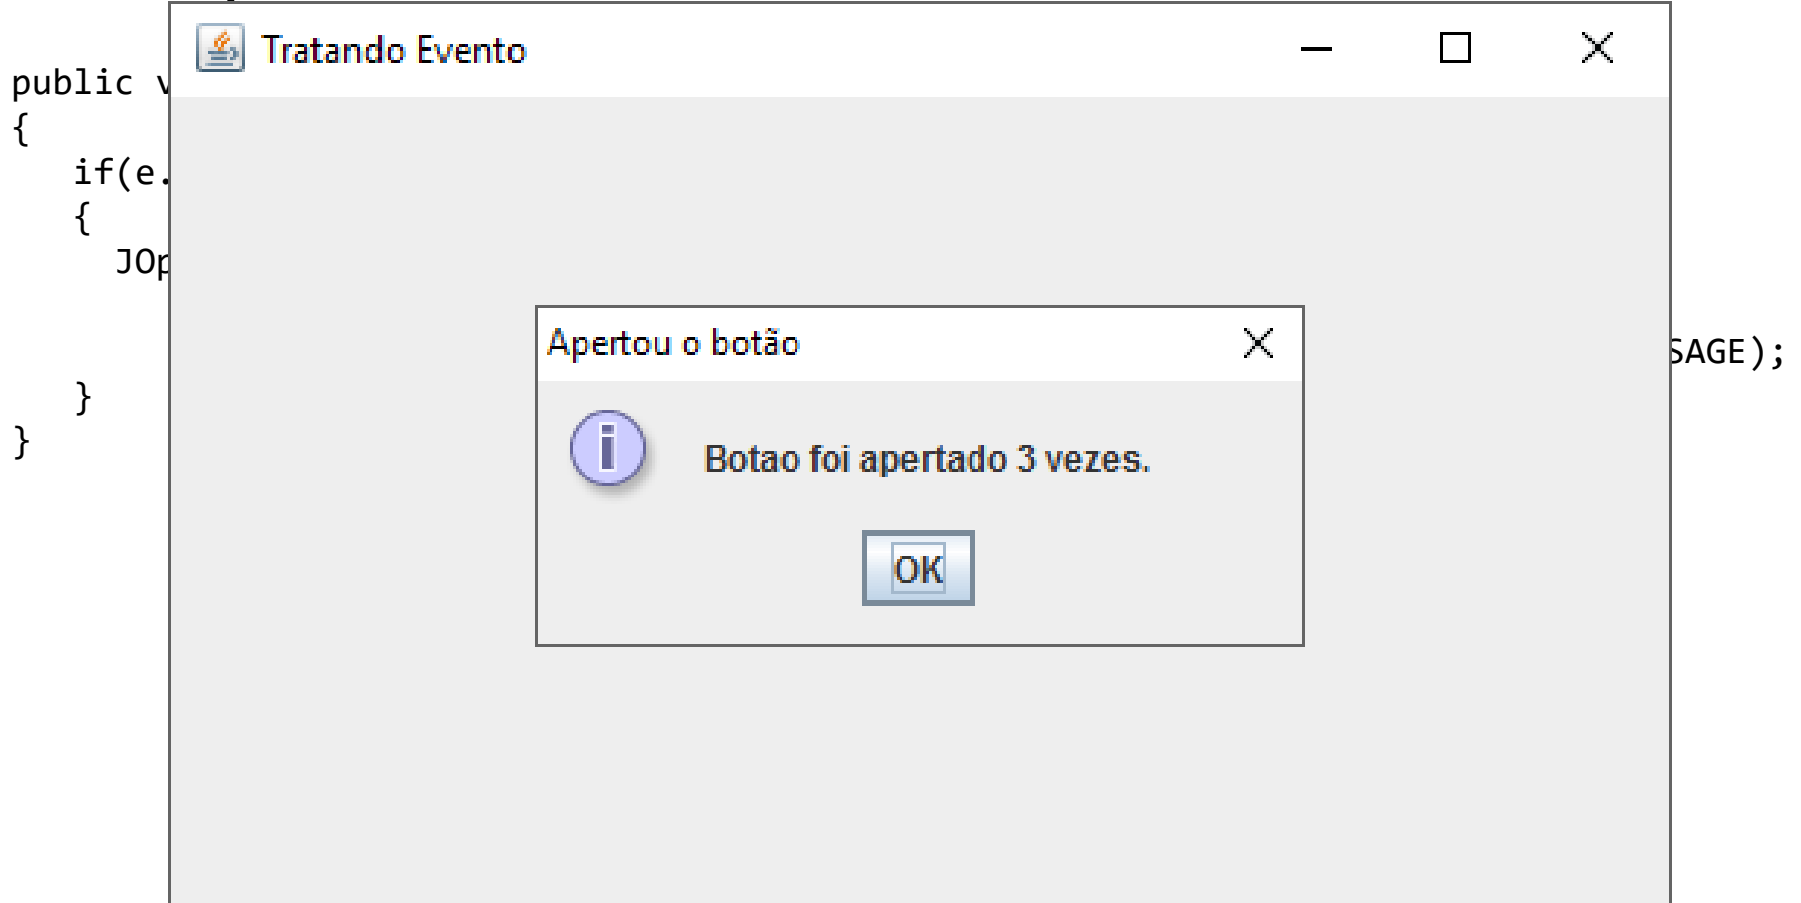 Tratando Evento
public v
{
if(e.
{
JOp
Apertou o botão
SAGE);
}
Botao foi apertado 3 vezes.
}
OK